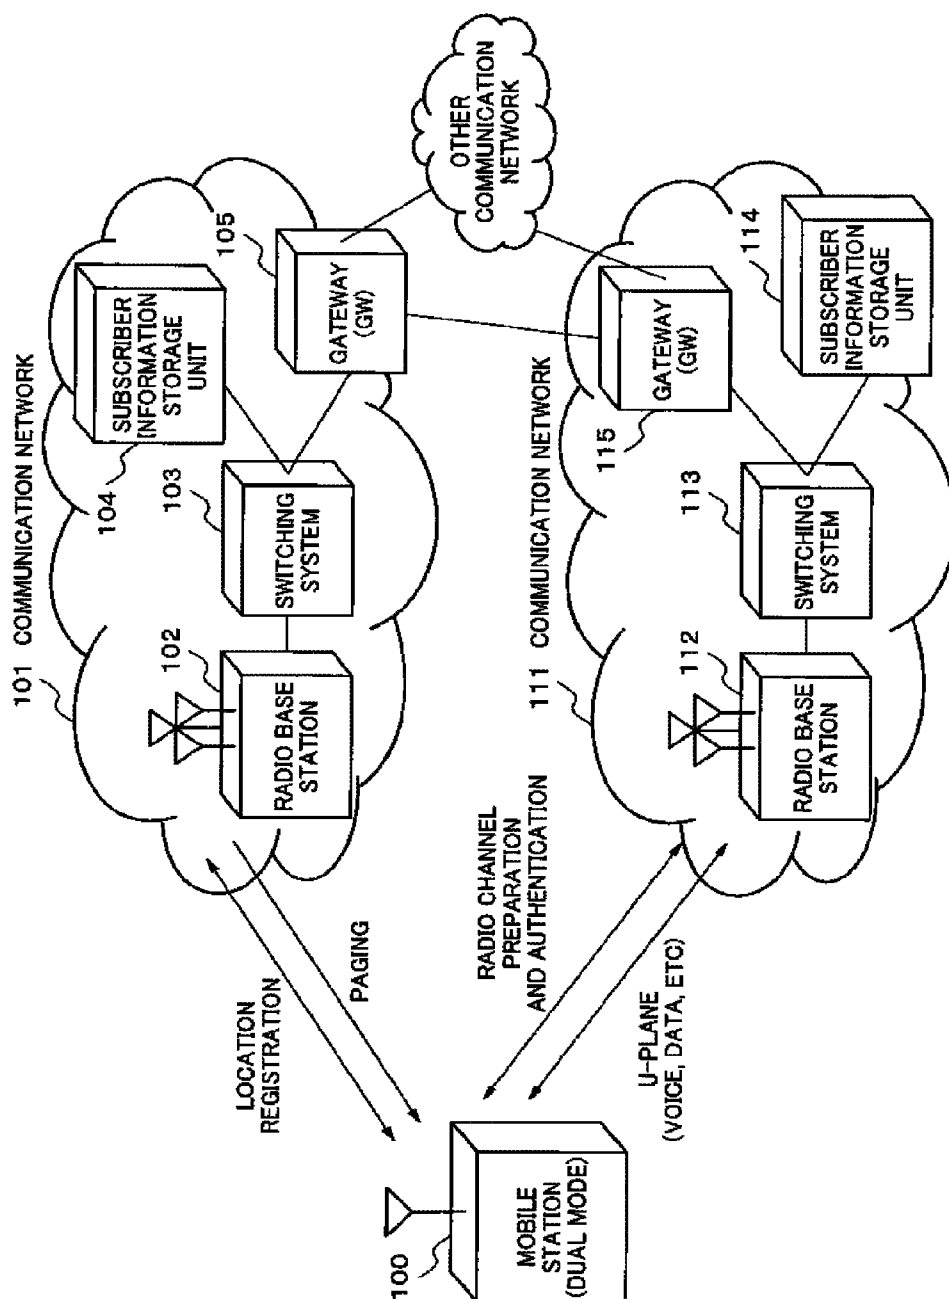 101 COMMUNICATION NETWORK
104
SUBSCRIBER
INFORMATION
STORAGE
UNIT
105
GATEWAY
(GW)
103
SWITCHING
SYSTEM
102
RADIO BASE
STATION
OTHER
COMMUNICATION
NETWORK
LOCATION
REGISTRATION
PAGING
100
MOBILE
STATION
(DUAL MODE)
RADIO CHANNEL
PREPARATION
AND AUTHENTICATION
U-PLANE
(VOICE, DATA, ETC)
111 COMMUNICATION NETWORK
112
RADIO BASE
STATION
113
SWITCHING
SYSTEM
115
GATEWAY
(GW)
114
SUBSCRIBER
INFORMATION
STORAGE
UNIT